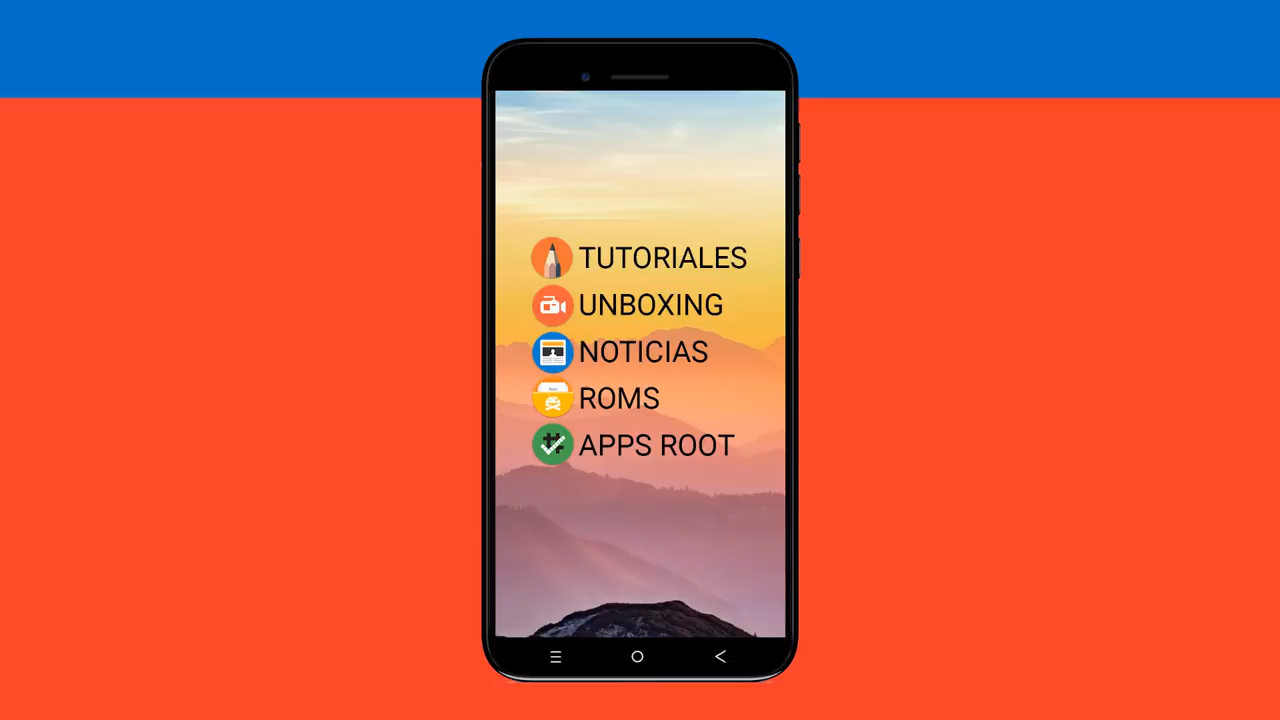 TUTORIALES
UNBOXING
NOTICIAS
ROMS
APPS ROOT